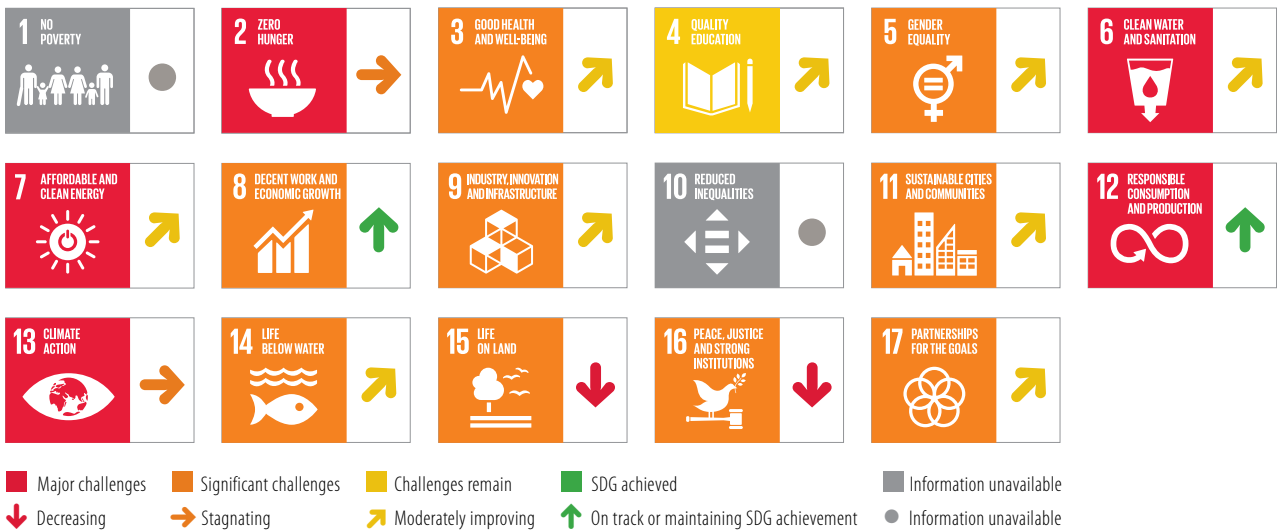 1 NO
POVERTY
2 ZERO
HUNGER
3 GOOD HEALTH
AND WELL-BEING
4 QUALITY
EDUCATION
5 GENDER
EQUALITY
6 CLEAN WATER
AND SANITATION
7 AFFORDABLE AND
CLEAN ENERGY
8 DECENT WORK AND
ECONOMIC GROWTH
9 INDUSTRY, INNOVATION
AND INFRASTRUCTURE
10 REDUCED
INEQUALITIES
11 SUSTAINABLE CITIES
AND COMMUNITIES
12 RESPONSIBLE
CONSUMPTION
AND PRODUCTION
13 CLIMATE
ACTION
14 LIFE
BELOW WATER
15 LIFE
ON LAND
16 PEACE, JUSTICE
AND STRONG
INSTITUTIONS
17 PARTNERSHIPS
FOR THE GOALS
Major challenges
Significant challenges
Challenges remain
SDG achieved
Information unavailable
Decreasing
Stagnating
Moderately improving
On track or maintaining SDG achievement
Information unavailable